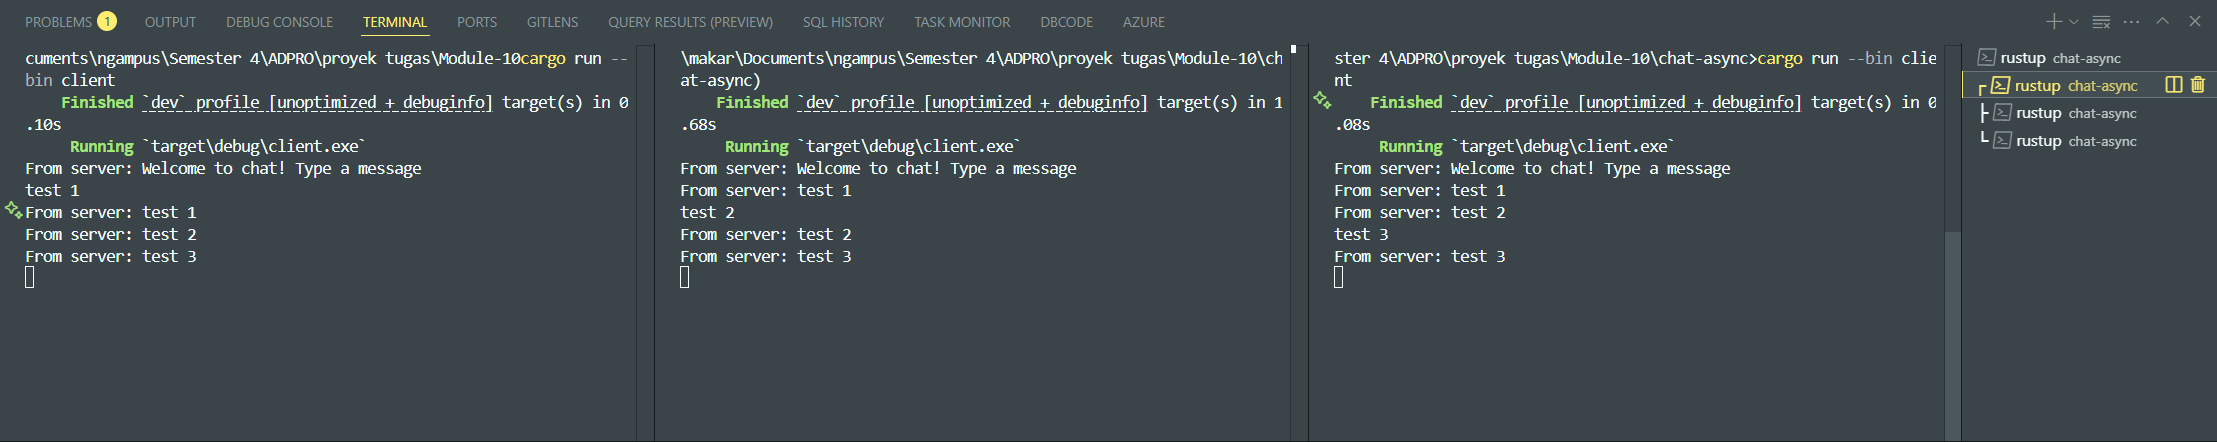 PROBLEMS 1 OUTPUT DEBUG CONSOLE TERMINAL PORTS GITLENS QUERY RESULTS (PREVIEW) SQL HISTORY TASK MONITOR DBCODE AZURE
cuments\ngampus\Semester 4\ADPRO\proyek tugas\Module-10cargo run --
bin client
Finished `dev` profile [unoptimized + debuginfo] target(s) in 0
.10s
Running `target\debug\client.exe`
From server: Welcome to chat! Type a message
test 1
From server: test 1
From server: test 2
From server: test 3
\makar\Documents\ngampus\Semester 4\ADPRO\proyek tugas\Module-10\ch
at-async)
Finished `dev` profile [unoptimized + debuginfo] target(s) in 1
.68s
Running `target\debug\client.exe`
From server: Welcome to chat! Type a message
From server: test 1
test 2
From server: test 2
From server: test 3
ster 4\ADPRO\proyek tugas\Module-10\chat-async>cargo run --bin clie
nt
Finished `dev` profile [unoptimized + debuginfo] target(s) in 0
.08s
Running `target\debug\client.exe`
From server: Welcome to chat! Type a message
From server: test 1
From server: test 2
test 3
From server: test 3
rustup chat-async
rustup chat-async
rustup chat-async
rustup chat-async